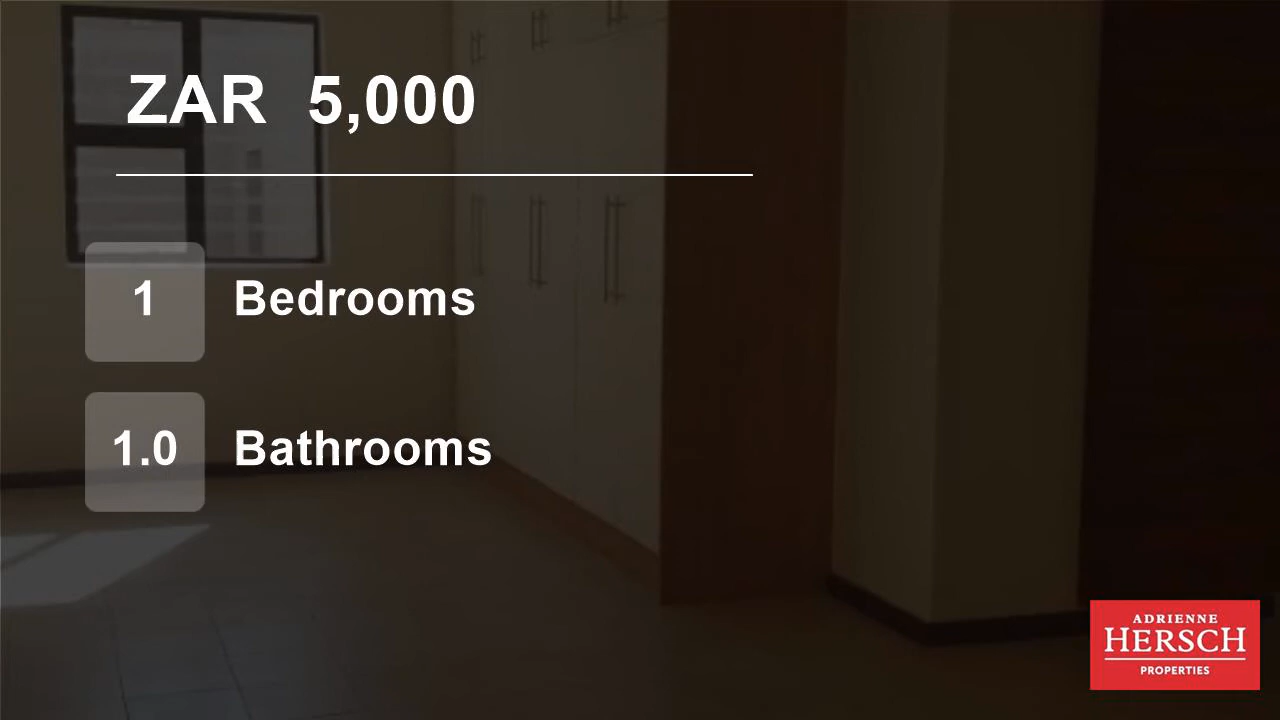 ZAR 5,000
1 Bedrooms
1.0 Bathrooms
ADRIENNE
HERSCH
PROPERTIES